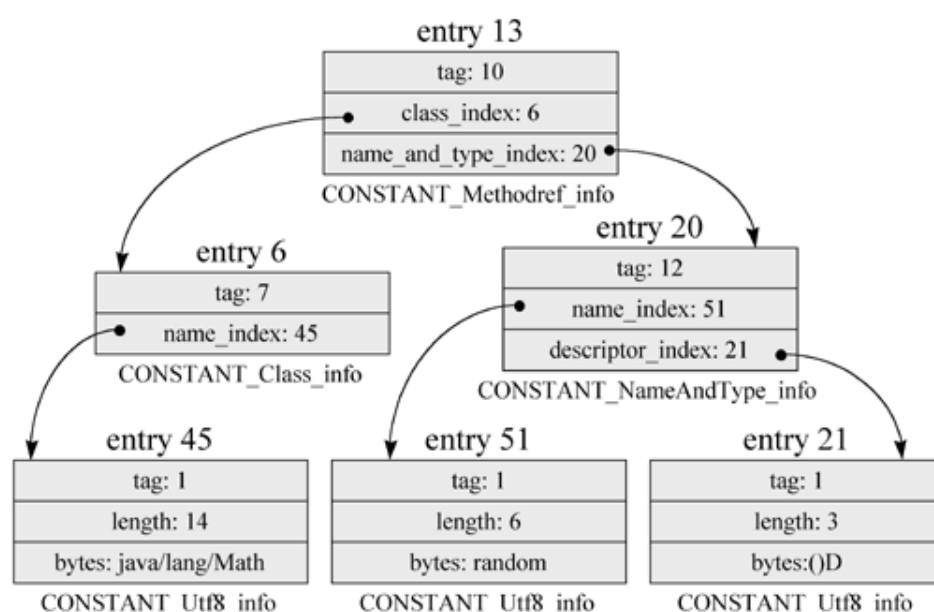 entry 13
tag: 10
class_index: 6
name_and_type_index: 20
CONSTANT_Methodref_info
entry 6
tag: 7
name_index: 45
CONSTANT_Class_info
entry 20
tag: 12
name_index: 51
descriptor_index: 21
CONSTANT_NameAndType_info
entry 45
tag: 1
length: 14
bytes: java/lang/Math
CONSTANT_Utf8_info
entry 51
tag: 1
length: 6
bytes: random
CONSTANT_Utf8_info
entry 21
tag: 1
length: 3
bytes:()D
CONSTANT_Utf8_info